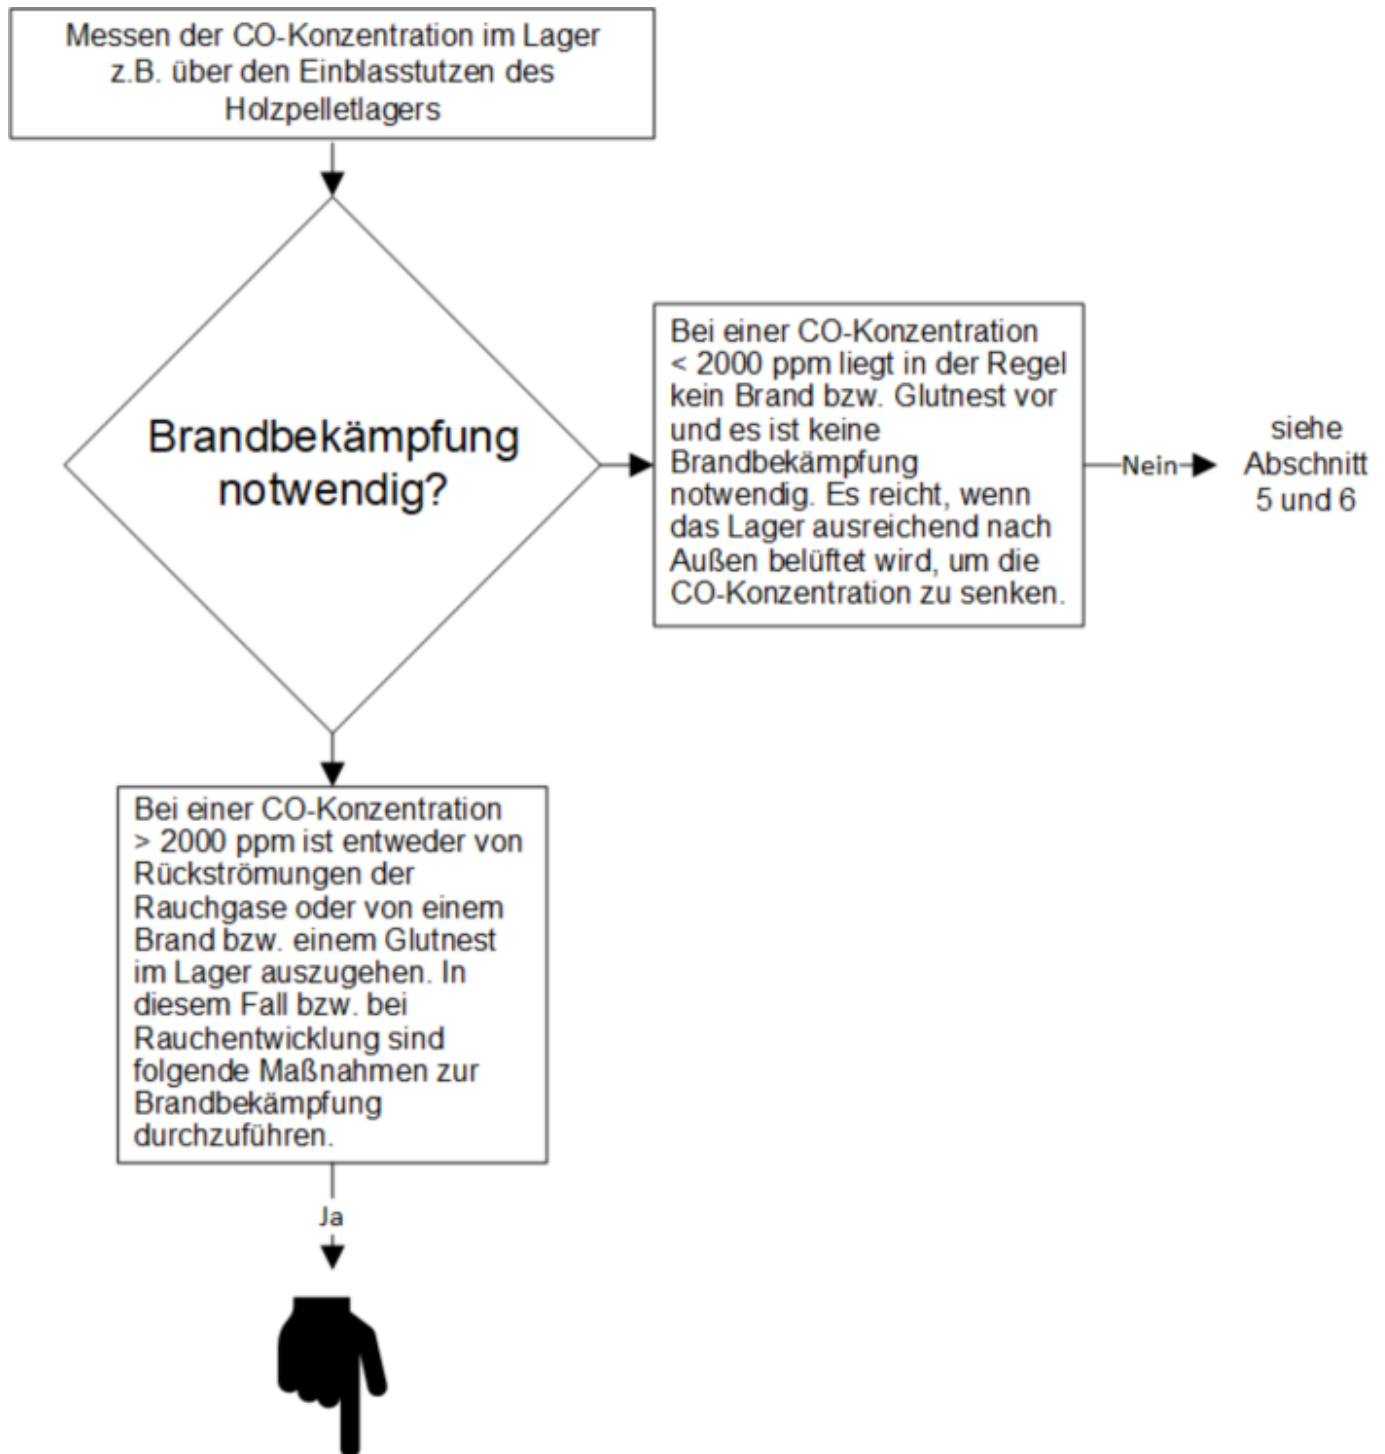 Messen der CO-Konzentration im Lager
z.B. über den Einblasstutzen des
Holzpelletlagers
Brandbekämpfung
notwendig?
Bei einer CO-Konzentration
< 2000 ppm liegt in der Regel
kein Brand bzw. Glutnest vor
und es ist keine
Brandbekämpfung
notwendig. Es reicht, wenn
das Lager ausreichend nach
Außen belüftet wird, um die
CO-Konzentration zu senken.
Nein
siehe
Abschnitt
5 und 6
Bei einer CO-Konzentration
> 2000 ppm ist entweder von
Rückströmungen der
Rauchgase oder von einem
Brand bzw. einem Glutnest
im Lager auszugehen. In
diesem Fall bzw. bei
Rauchentwicklung sind
folgende Maßnahmen zur
Brandbekämpfung
durchzuführen.
Ja